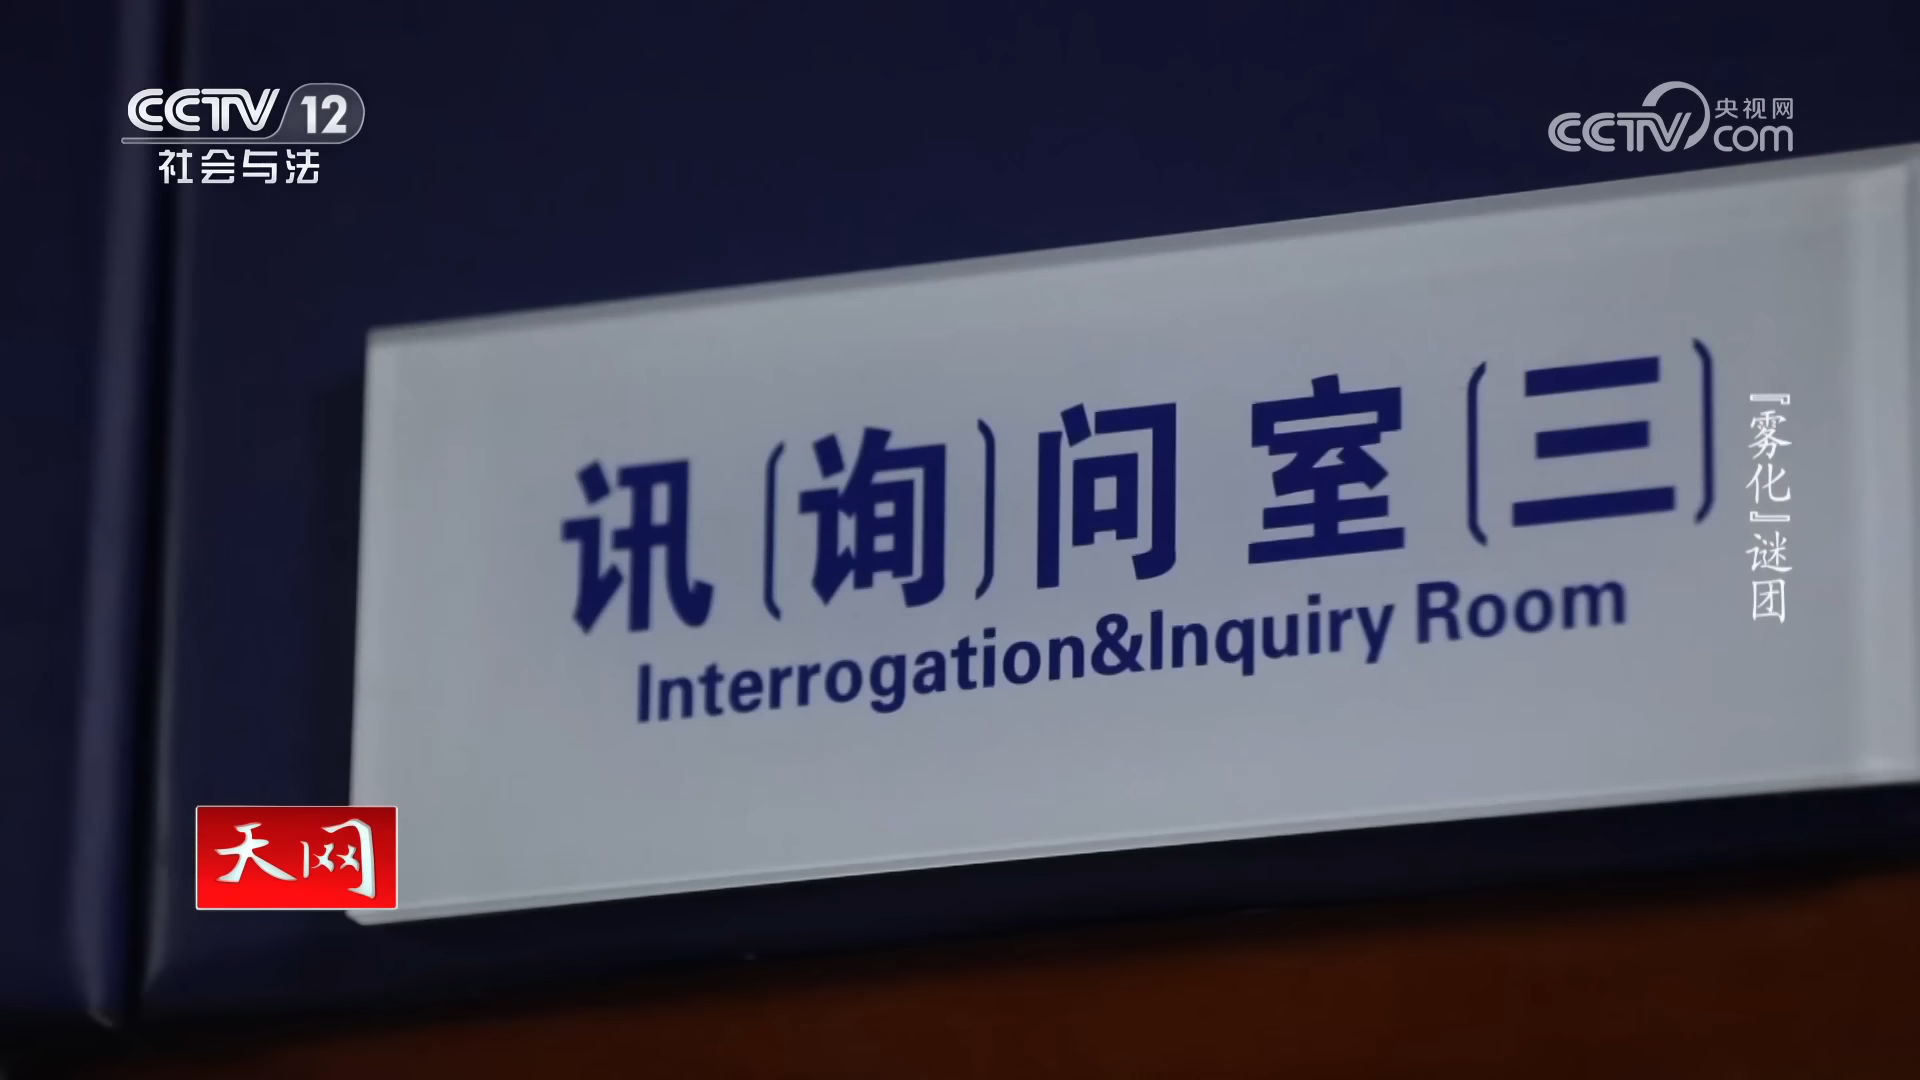 CCTV 12
社会与法
央视网
CCTV com
讯(询)问室(三)
Interrogation&Inquiry Room
『雾化』谜团
天网